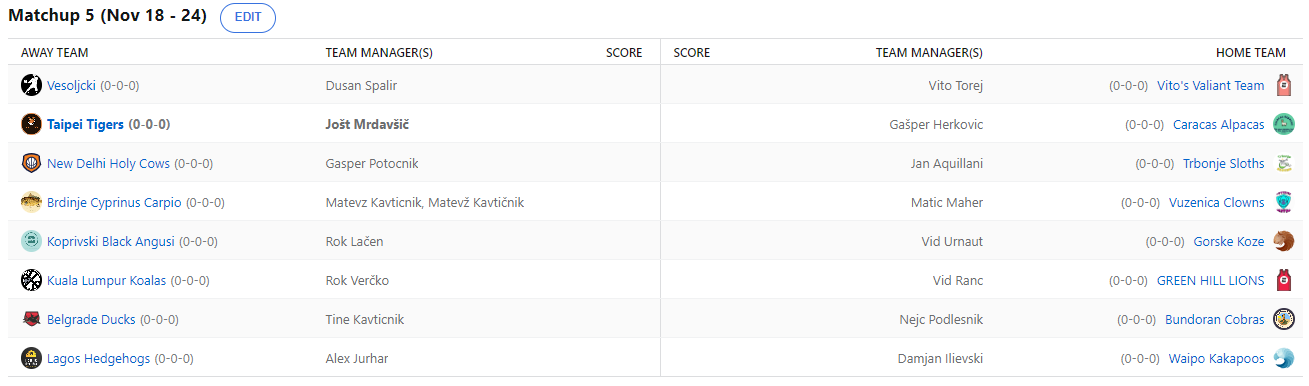 Matchup 5 (Nov 18 - 24) EDIT
AWAY TEAM TEAM MANAGER(S) SCORE SCORE TEAM MANAGER(S) HOME TEAM
Vesoljcki (0-0-0) Dusan Spalir Vito Torej (0-0-0) Vito's Valiant Team
Taipei Tigers (0-0-0) Jošt Mrdavšič Gašper Herkovic (0-0-0) Caracas Alpacas
New Delhi Holy Cows (0-0-0) Gasper Potocnik Jan Aquillani (0-0-0) Trbonje Sloths
Brdinje Cyprinus Carpio (0-0-0) Matevz Kavticnik, Matevž Kavtičnik Matic Maher (0-0-0) Vuzenica Clowns
Koprivski Black Angusi (0-0-0) Rok Lačen Vid Urnaut (0-0-0) Gorske Koze
Kuala Lumpur Koalas (0-0-0) Rok Verčko Vid Ranc (0-0-0) GREEN HILL LIONS
Belgrade Ducks (0-0-0) Tine Kavticnik Nejc Podlesnik (0-0-0) Bundoran Cobras
Lagos Hedgehogs (0-0-0) Alex Jurhar Damjan Ilievski (0-0-0) Waipo Kakapoos